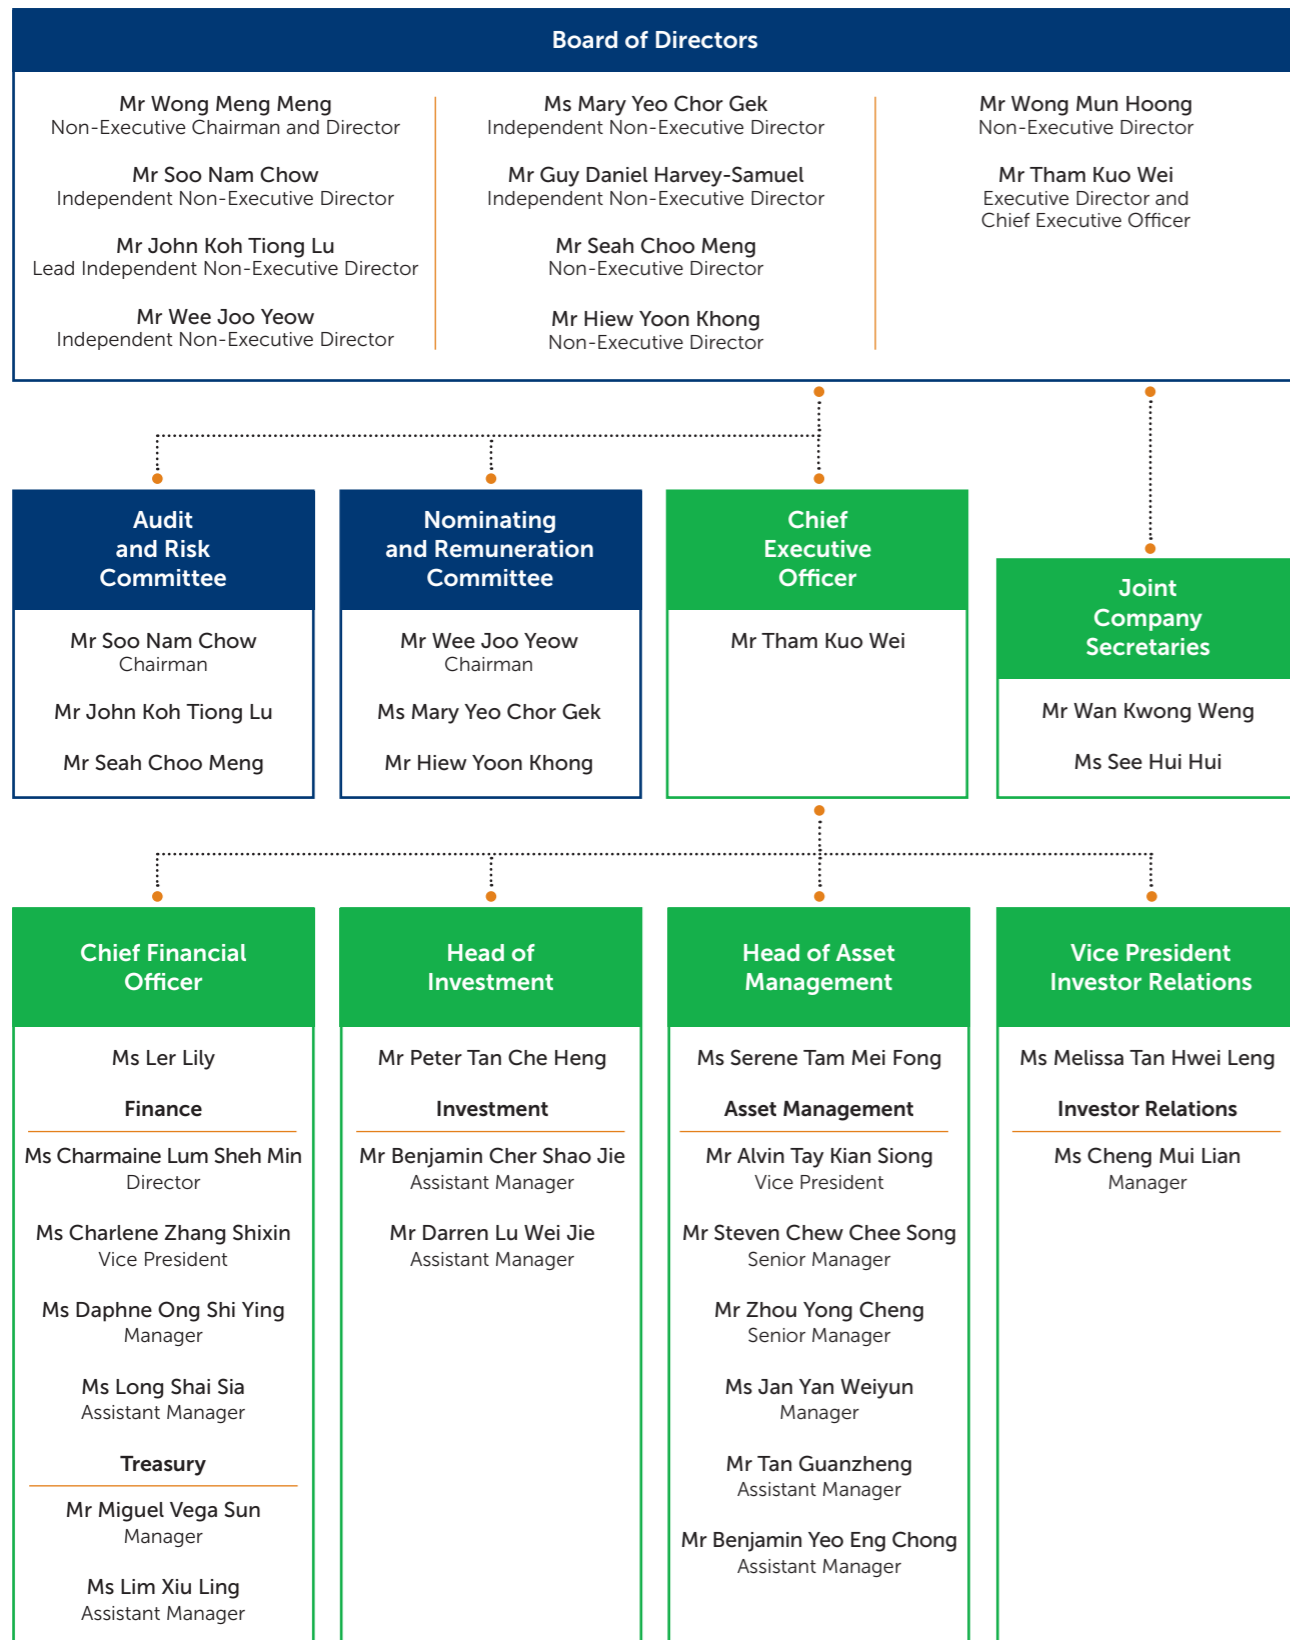 Board of Directors
Mr Wong Meng Meng
Non-Executive Chairman and Director
Mr Soo Nam Chow
Independent Non-Executive Director
Mr John Koh Tiong Lu
Lead Independent Non-Executive Director
Mr Wee Joo Yeow
Independent Non-Executive Director
Ms Mary Yeo Chor Gek
Independent Non-Executive Director
Mr Guy Daniel Harvey-Samuel
Independent Non-Executive Director
Mr Seah Choo Meng
Non-Executive Director
Mr Hiew Yoon Khong
Non-Executive Director
Mr Wong Mun Hoong
Non-Executive Director
Mr Tham Kuo Wei
Executive Director and
Chief Executive Officer
Audit
and Risk
Committee
Mr Soo Nam Chow
Chairman
Mr John Koh Tiong Lu
Mr Seah Choo Meng
Nominating
and Remuneration
Committee
Mr Wee Joo Yeow
Chairman
Ms Mary Yeo Chor Gek
Mr Hiew Yoon Khong
Chief
Executive
Officer
Mr Tham Kuo Wei
Joint
Company
Secretaries
Mr Wan Kwong Weng
Ms See Hui Hui
Chief Financial
Officer
Ms Ler Lily
Finance
Ms Charmaine Lum Sheh Min
Director
Ms Charlene Zhang Shixin
Vice President
Ms Daphne Ong Shi Ying
Manager
Ms Long Shai Sia
Assistant Manager
Treasury
Mr Miguel Vega Sun
Manager
Ms Lim Xiu Ling
Assistant Manager
Head of
Investment
Mr Peter Tan Che Heng
Investment
Mr Benjamin Cher Shao Jie
Assistant Manager
Mr Darren Lu Wei Jie
Assistant Manager
Head of Asset
Management
Ms Serene Tam Mei Fong
Asset Management
Mr Alvin Tay Kian Siong
Vice President
Mr Steven Chew Chee Song
Senior Manager
Mr Zhou Yong Cheng
Senior Manager
Ms Jan Yan Weiyun
Manager
Mr Tan Guanzheng
Assistant Manager
Mr Benjamin Yeo Eng Chong
Assistant Manager
Vice President
Investor Relations
Ms Melissa Tan Hwei Leng
Investor Relations
Ms Cheng Mui Lian
Manager